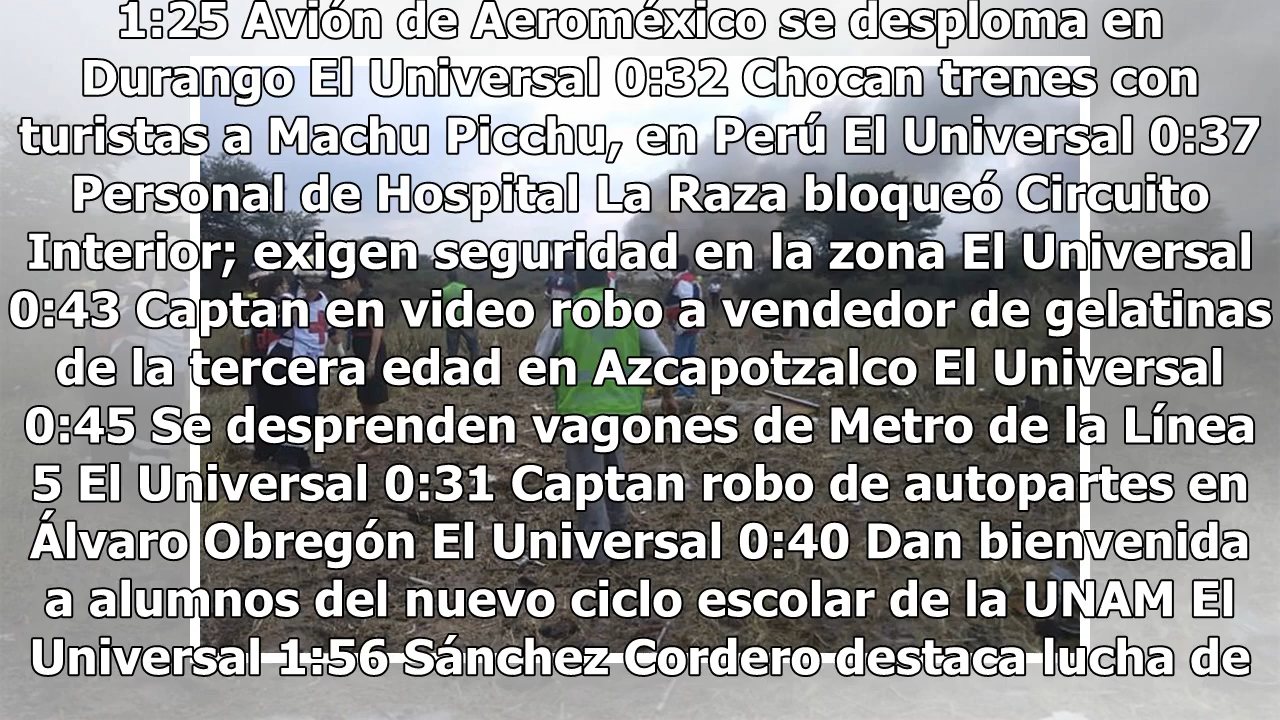 1:25 Avión de Aeroméxico se desploma en
Durango El Universal 0:32 Chocan trenes con
turistas a Machu Picchu, en Perú El Universal 0:37
Personal de Hospital La Raza bloqueó Circuito
Interior; exigen seguridad en la zona El Universal
0:43 Captan en video robo a vendedor de gelatinas
de la tercera edad en Azcapotzalco El Universal
0:45 Se desprenden vagones de Metro de la Línea
5 El Universal 0:31 Captan robo de autopartes en
Álvaro Obregón El Universal 0:40 Dan bienvenida
a alumnos del nuevo ciclo escolar de la UNAM El
Universal 1:56 Sánchez Cordero destaca lucha de